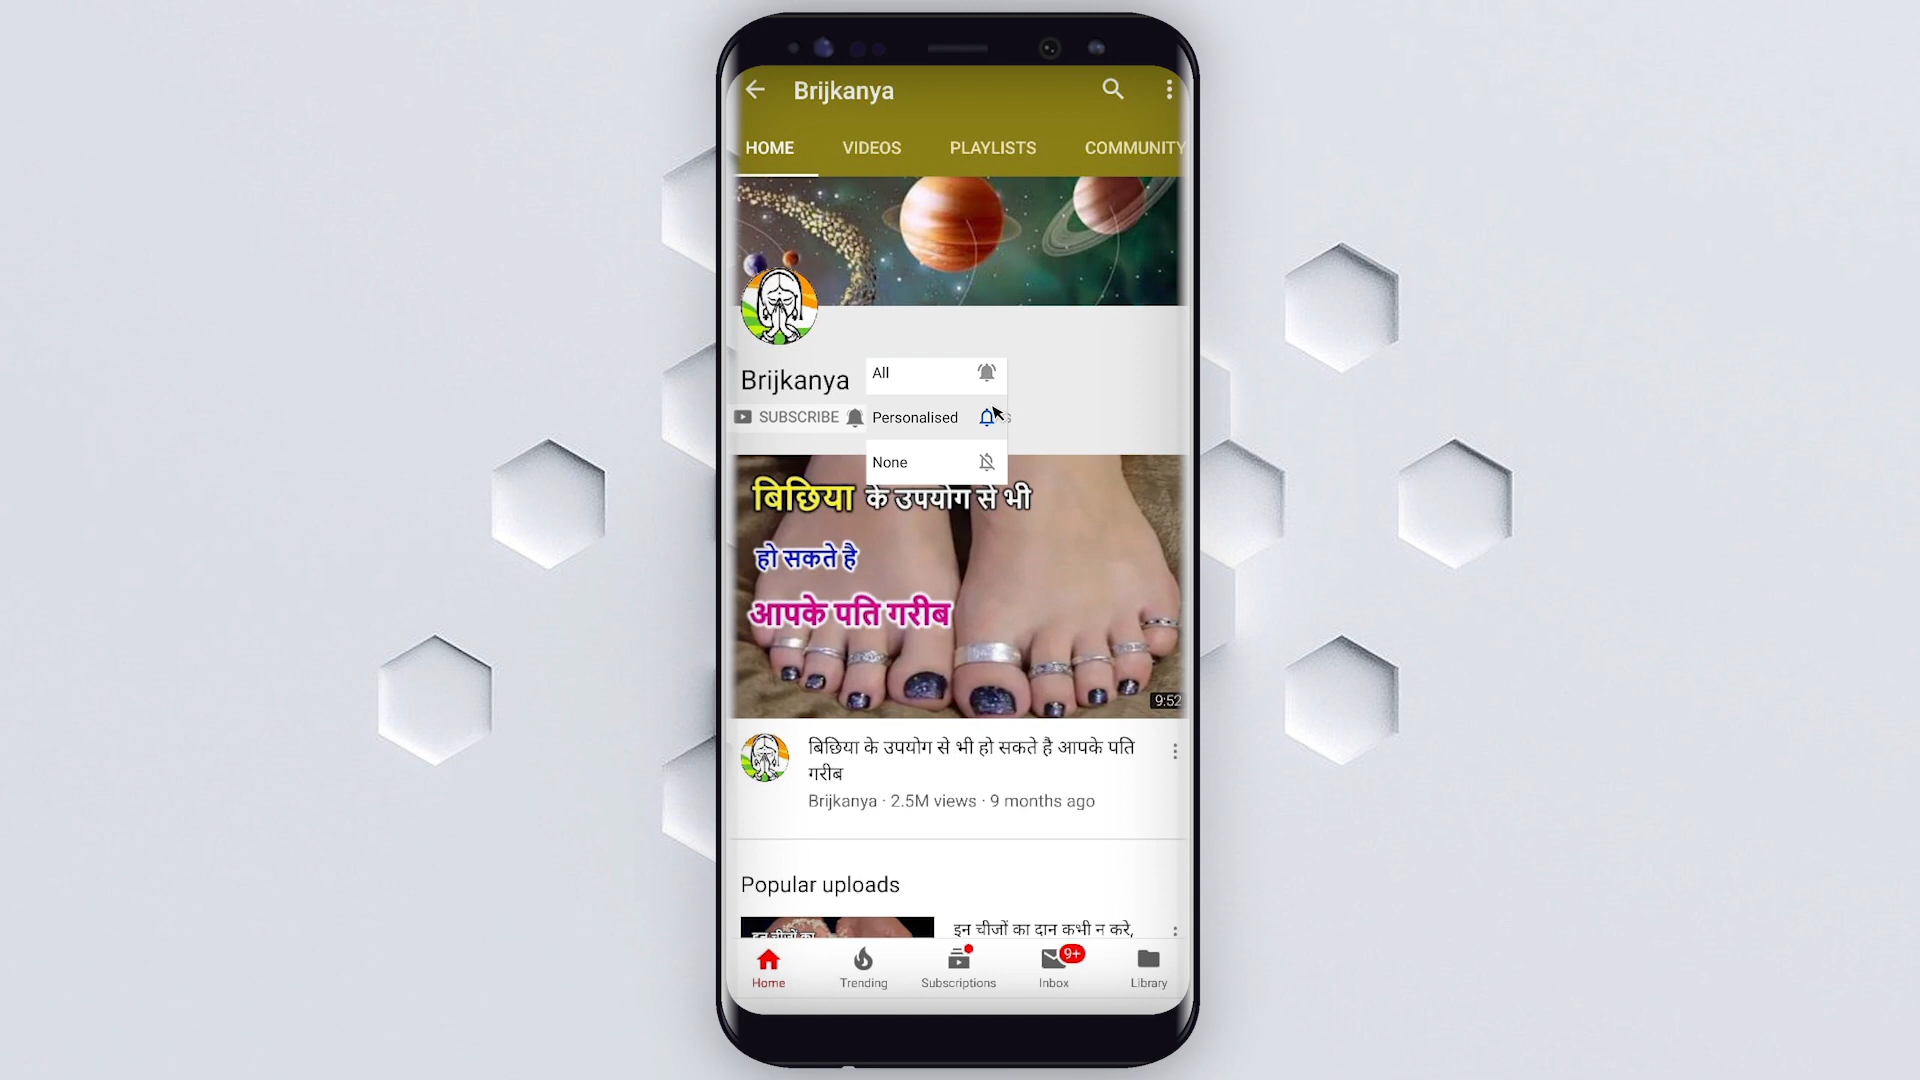 Brijkanya
HOME VIDEOS PLAYLISTS COMMUNITY
Brijkanya
SUBSCRIBE
All
Personalised
None
बिछिया के उपयोग से भी
हो सकते है
आपके पति गरीब
9:52
बिछिया के उपयोग से भी हो सकते है आपके पति
गरीब
Brijkanya · 2.5M views · 9 months ago
Popular uploads
इन चीजों का
इन चीजों का दान कभी न करे,
9+
Home Trending Subscriptions Inbox Library